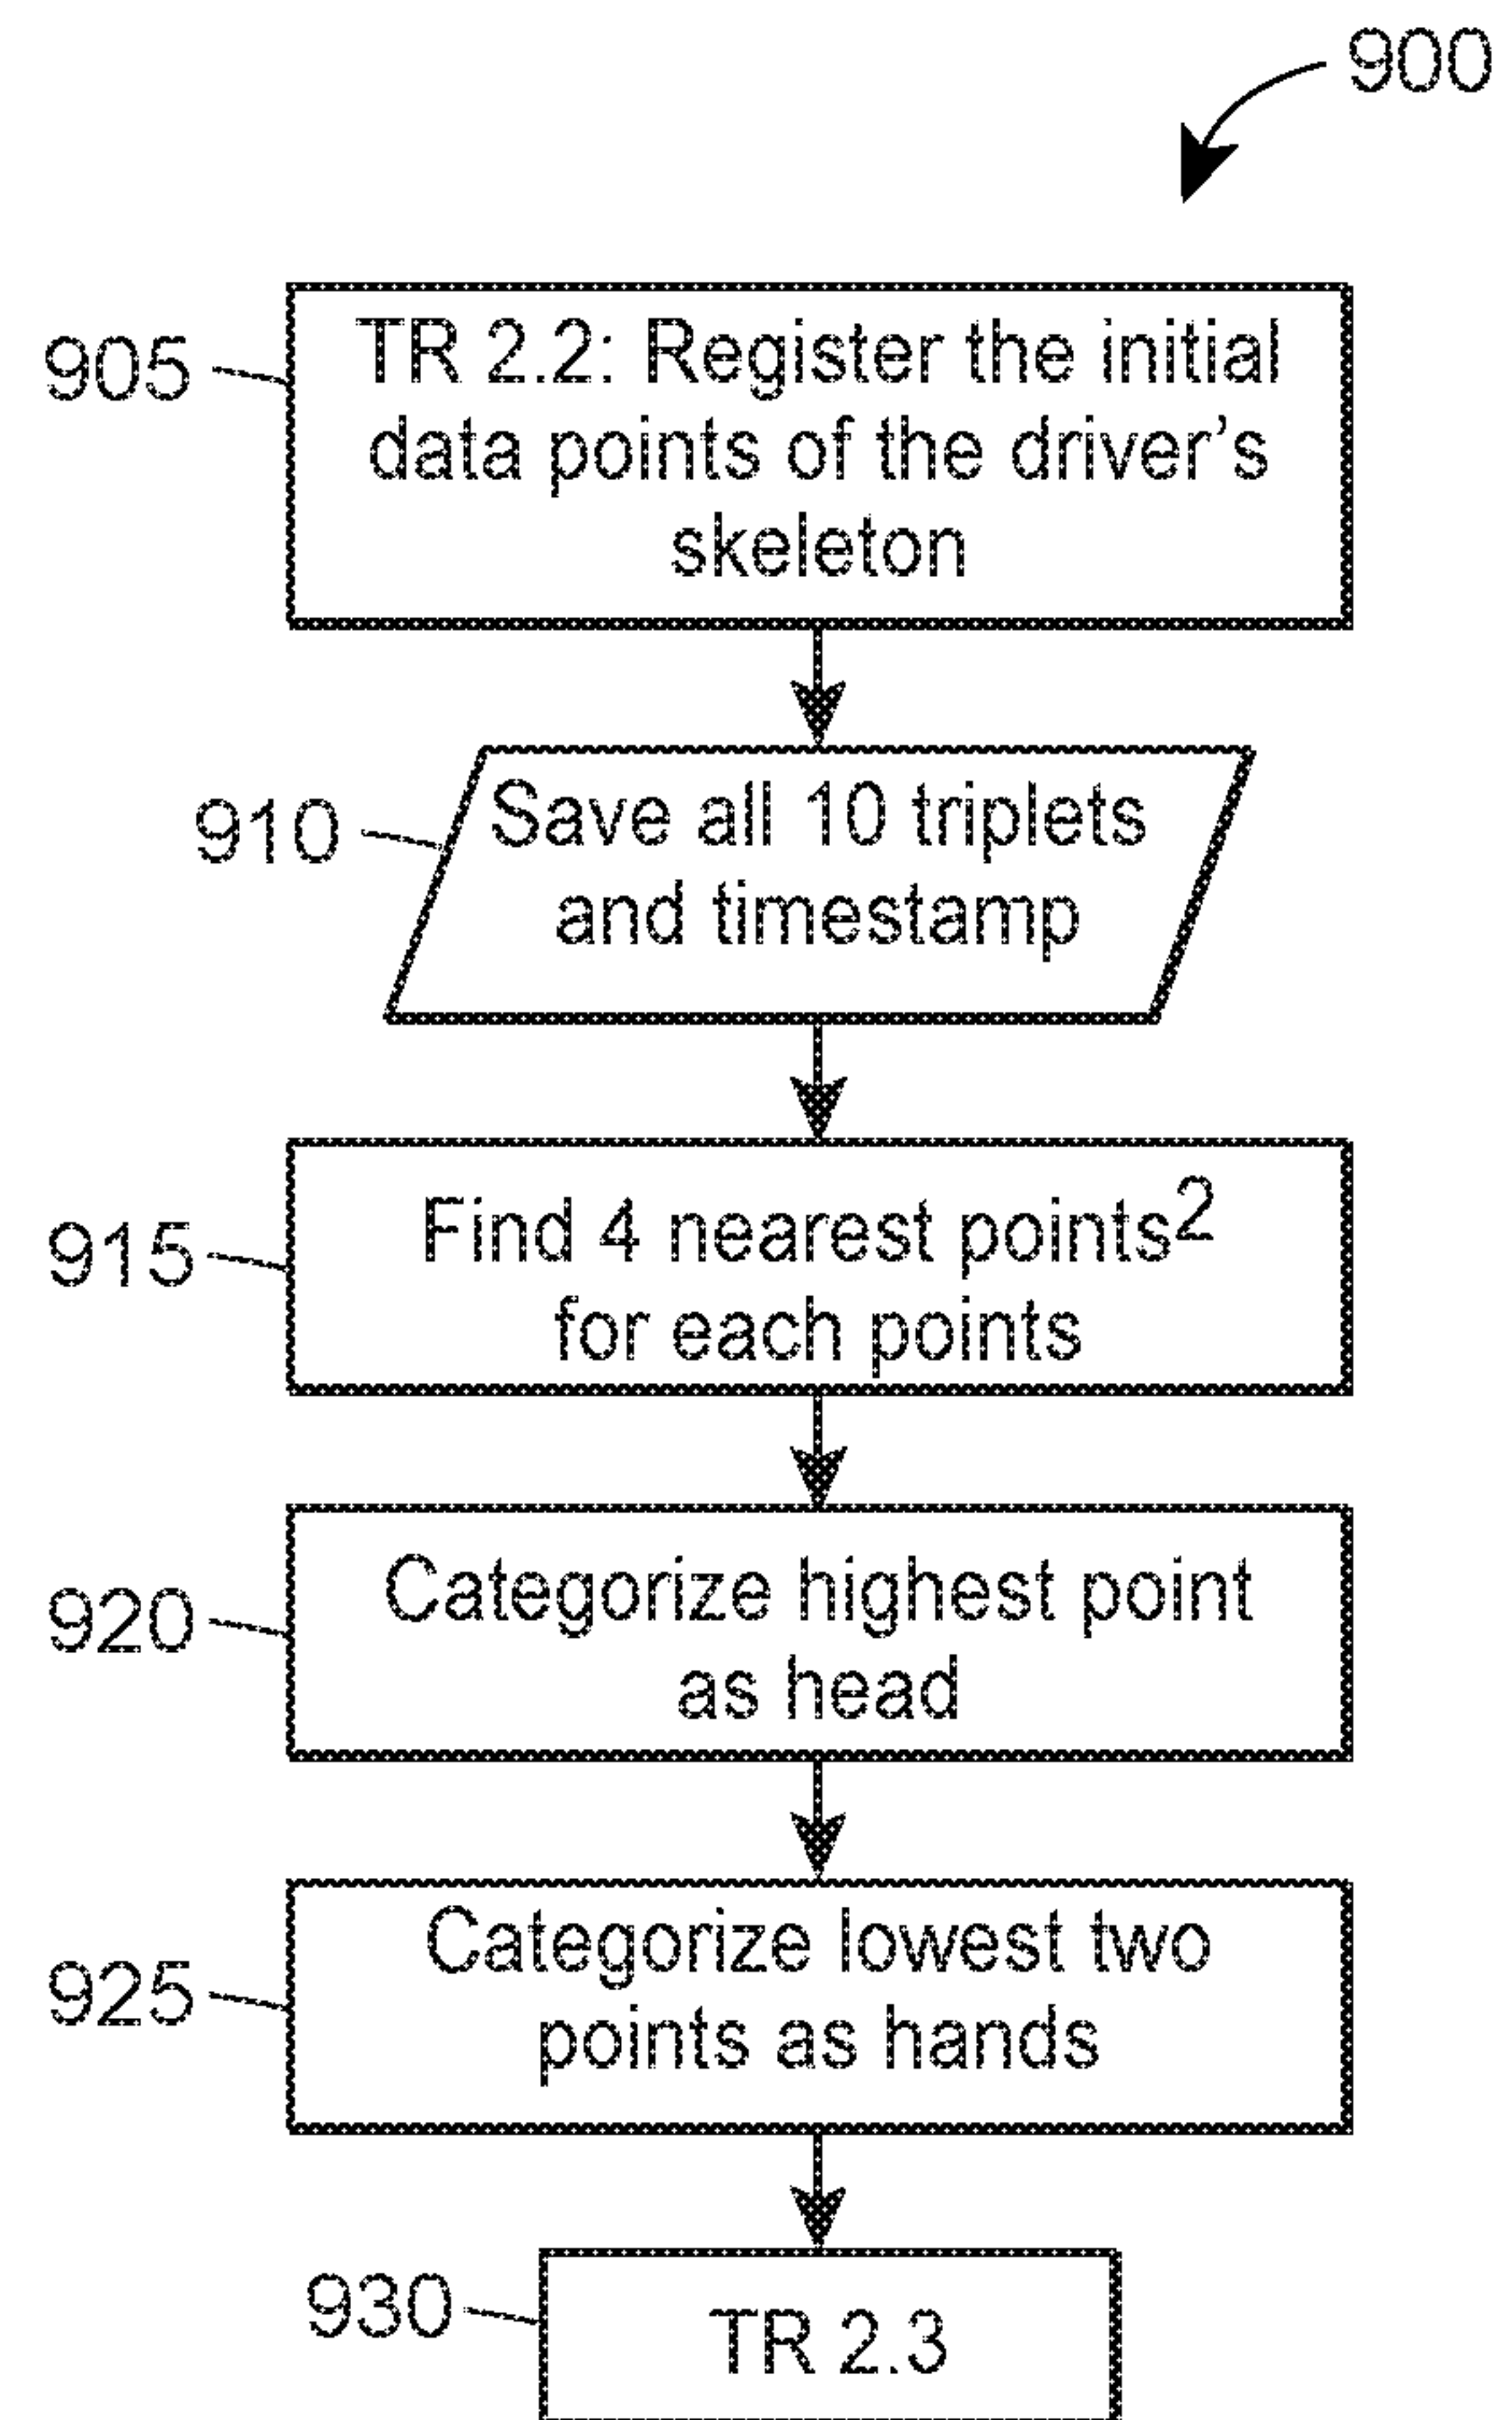 900
905
TR 2.2: Register the initial
data points of the driver's
skeleton
910
Save all 10 triplets
and timestamp
915
Find 4 nearest points2
for each points
920
Categorize highest point
as head
925
Categorize lowest two
points as hands
930
TR 2.3